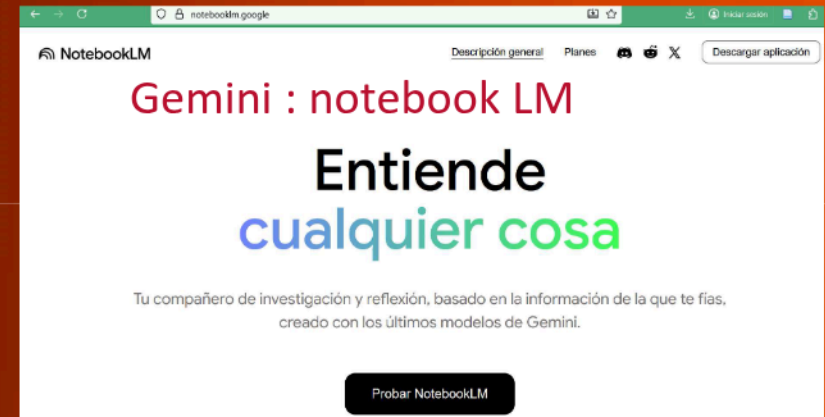 notebooklm.google
Iniciar sesión
NotebookLM
Descripción general
Planes
Descargar aplicación
Gemini : notebook LM
Entiende
cualquier cosa
Tu compañero de investigación y reflexión, basado en la información de la que te fías,
creado con los últimos modelos de Gemini.
Probar NotebookLM